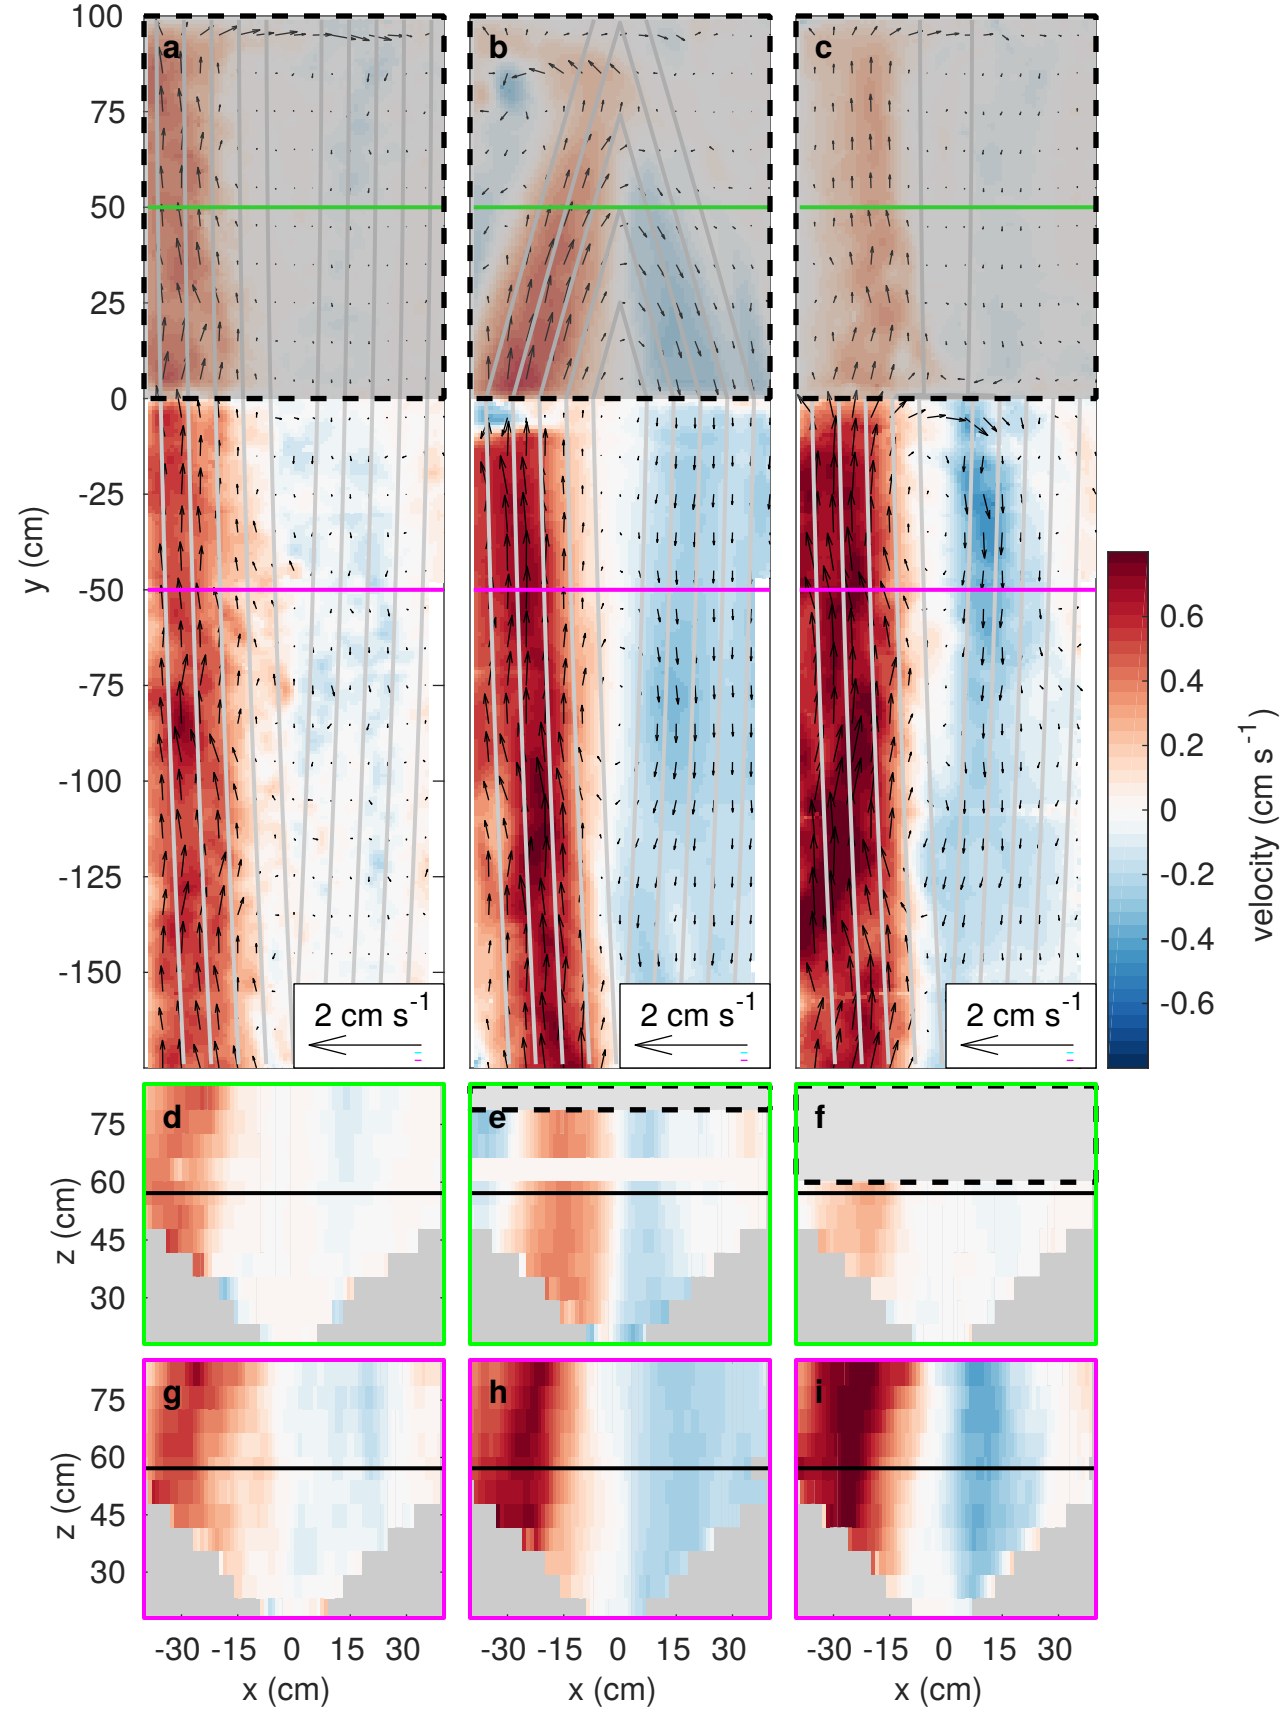 a
b
c
100
75
50
25
0
-25
-50
-75
-100
-125
-150
y (cm)
2 cm s-1
2 cm s-1
2 cm s-1
0.6
0.4
0.2
0
-0.2
-0.4
-0.6
velocity (cm s-1)
d
e
f
75
60
45
30
z (cm)
g
h
i
75
60
45
30
z (cm)
-30 -15 0 15 30
-30 -15 0 15 30
-30 -15 0 15 30
x (cm)
x (cm)
x (cm)